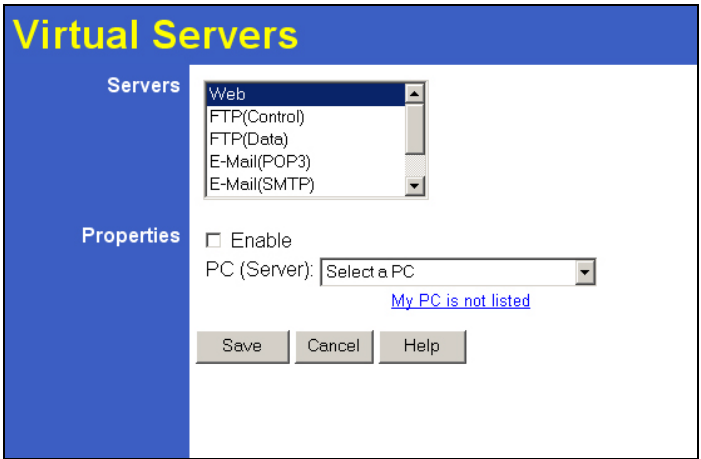 Virtual Servers
Servers
Web
FTP(Control)
FTP(Data)
E-Mail(POP3)
E-Mail(SMTP)
Properties
Enable
PC (Server): Select a PC
My PC is not listed
Save Cancel Help